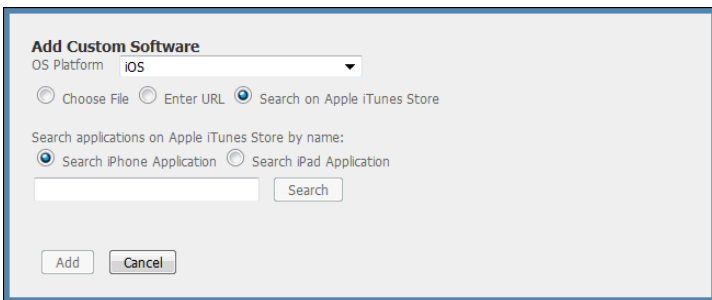 Add Custom Software
OS Platform iOS
Choose File Enter URL Search on Apple iTunes Store
Search applications on Apple iTunes Store by name:
Search iPhone Application Search iPad Application
Search
Add Cancel